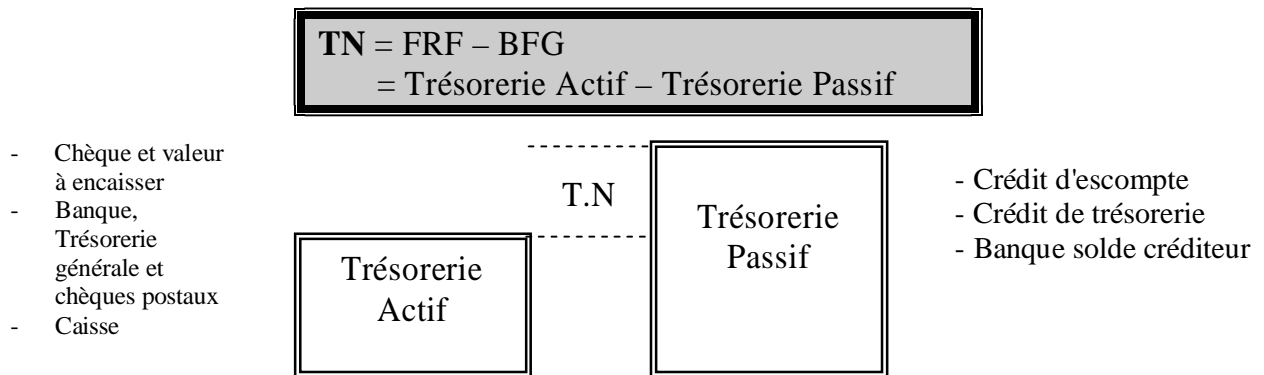 TN = FRF – BFG
= Trésorerie Actif – Trésorerie Passif
- Chèque et valeur
à encaisser
- Banque,
Trésorerie
générale et
chèques postaux
- Caisse
T.N
Trésorerie
Actif
Trésorerie
Passif
- Crédit d'escompte
- Crédit de trésorerie
- Banque solde créditeur